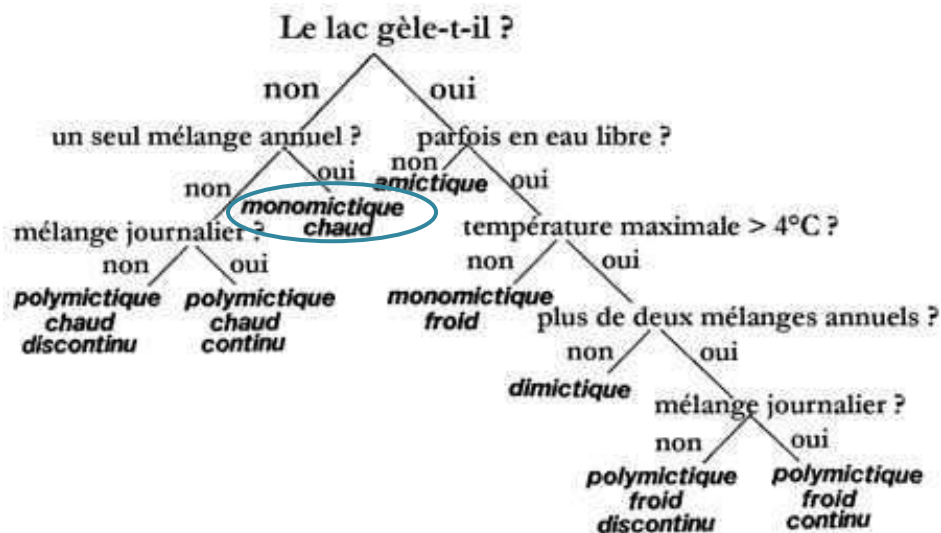 Le lac gèle-t-il ?
non oui
un seul mélange annuel ? parfois en eau libre ?
non oui non oui
monomictique chaud
amictique
mélange journalier ? température maximale > 4°C ?
non oui non oui
polymictique chaud discontinu
polymictique chaud continu
monomictique froid
plus de deux mélanges annuels ?
non oui
dimictique
mélange journalier ?
non oui
polymictique froid discontinu
polymictique froid continu